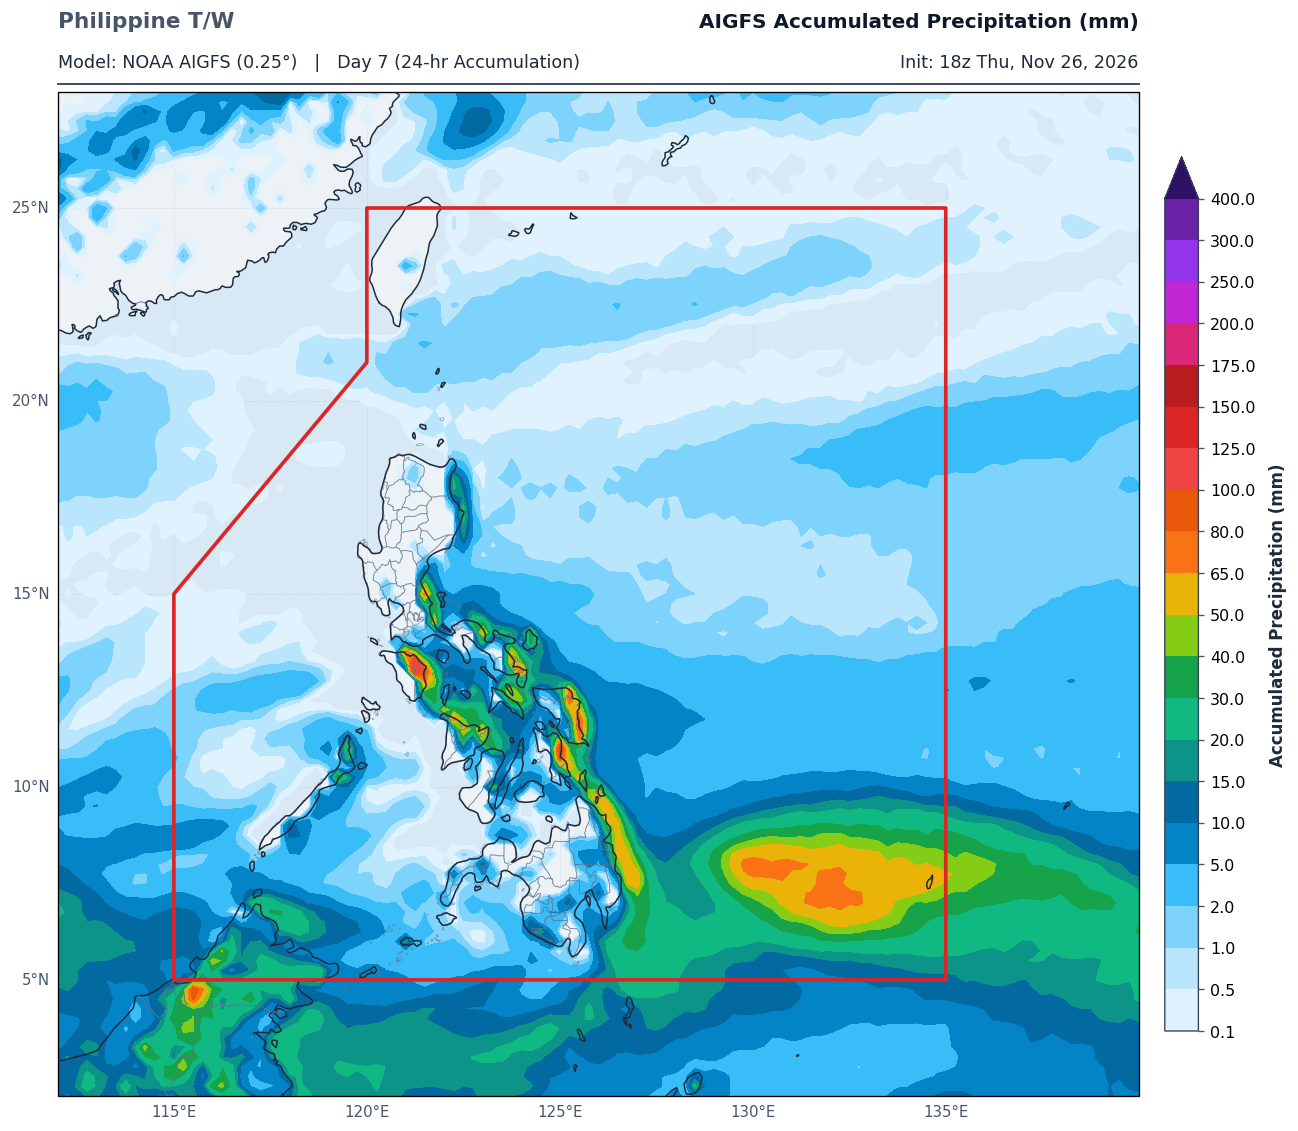 Philippine T/W
AIGFS Accumulated Precipitation (mm)
Model: NOAA AIGFS (0.25°)   |   Day 7 (24-hr Accumulation)
Init: 18z Thu, Nov 26, 2026
25°N
20°N
15°N
10°N
5°N
115°E
120°E
125°E
130°E
135°E
400.0
300.0
250.0
200.0
175.0
150.0
125.0
100.0
80.0
65.0
50.0
40.0
30.0
20.0
15.0
10.0
5.0
2.0
1.0
0.5
0.1
Accumulated Precipitation (mm)